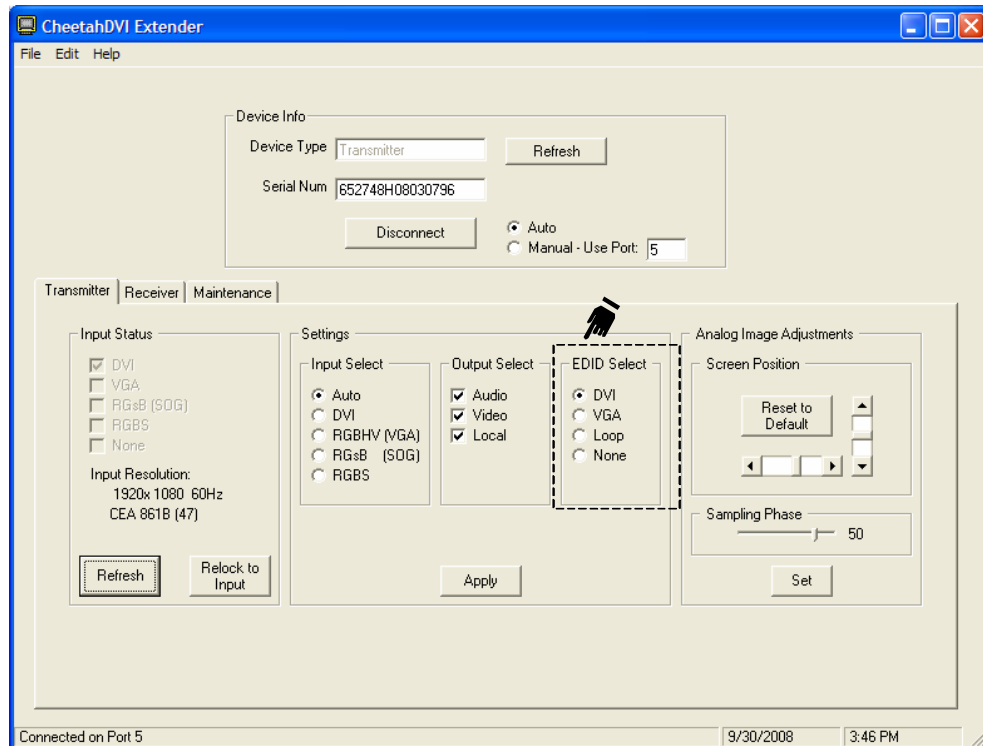 CheetahDVI Extender
File Edit Help
Device Info
Device Type Transmitter Refresh
Serial Num 652748H08030796
Disconnect Auto
Manual - Use Port: 5
Transmitter Receiver Maintenance
Input Status
DVI
VGA
RGsB (SOG)
RGBS
None
Input Resolution:
1920x 1080 60Hz
CEA 861B (47)
Refresh
Relock to
Input
Settings
Input Select
Auto
DVI
RGBHV (VGA)
RGsB (SOG)
RGBS
Output Select
Audio
Video
Local
EDID Select
DVI
VGA
Loop
None
Apply
Analog Image Adjustments
Screen Position
Reset to
Default
Sampling Phase
50
Set
Connected on Port 5 9/30/2008 3:46 PM